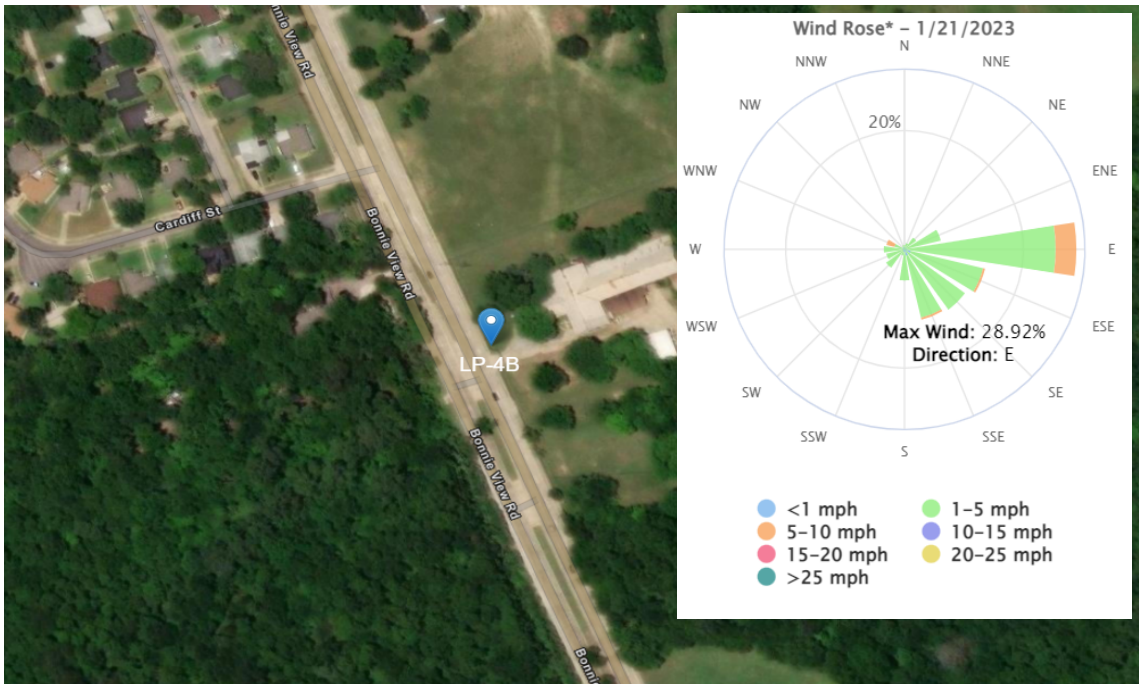 nnie View Rd
Bonnie View Rd
Cardiff St
LP-4B
Bonnie View Rd
Bonni
Wind Rose* – 1/21/2023
N
NNW
NNE
NW
NE
20%
WNW
ENE
W
E
WSW
ESE
Max Wind: 28.92%
Direction: E
SW
SE
SSW
SSE
S
<1 mph
1–5 mph
5–10 mph
10–15 mph
15–20 mph
20–25 mph
>25 mph